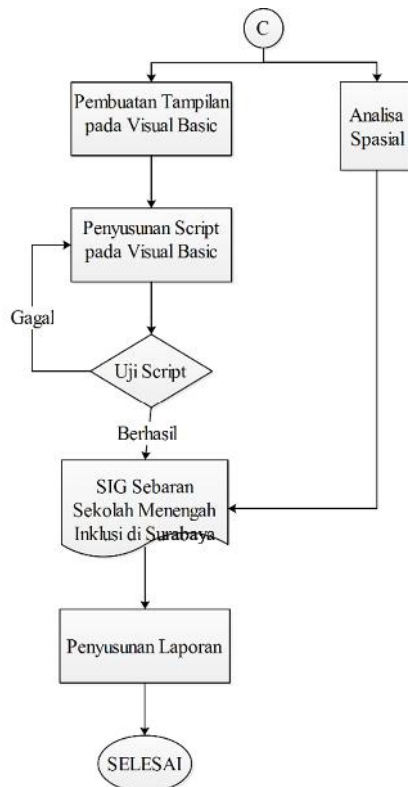 C
Pembuatan Tampilan
pada Visual Basic
Analisa
Spasial
Penyusunan Script
pada Visual Basic
Gagal
Uji Script
Berhasil
SIG Sebaran
Sekolah Menengah
Inklusi di Surabaya
Penyusunan Laporan
SELESAI